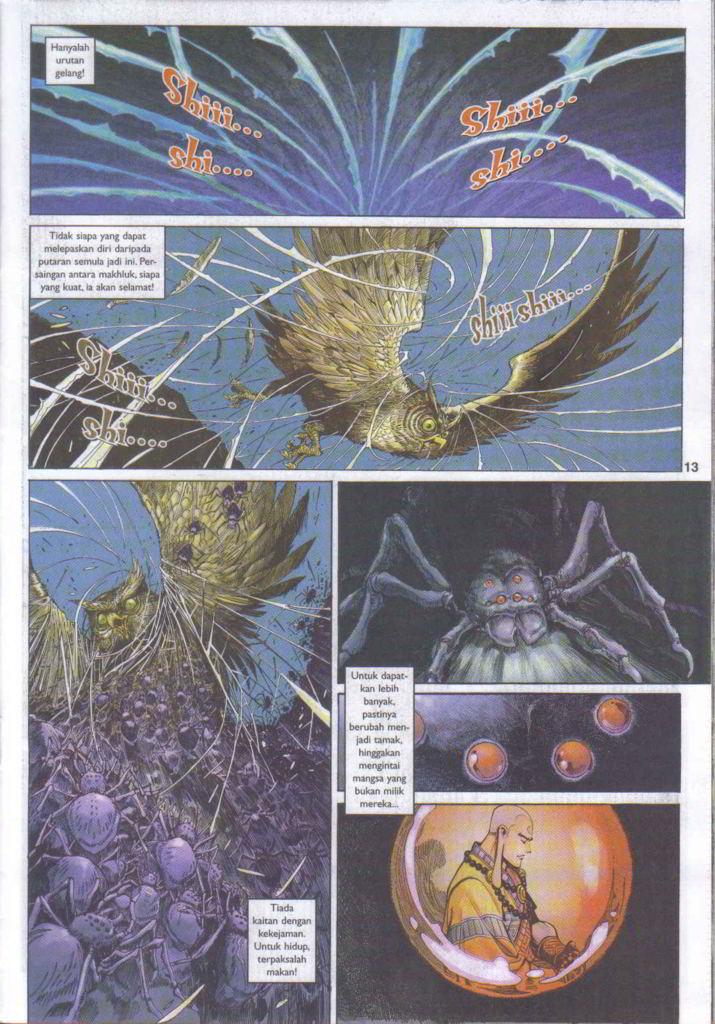 Hanyalah
urutan
gelang!
Shiii...
shi....
Shiii...
shi....
Tidak siapa yang dapat
melepaskan diri daripada
putaran semula jadi ini. Per-
saingan antara makhluk, siapa
yang kuat, ia akan selamat!
shiii shiii...
Shiii...
shi....
13
Tiada
kaitan dengan
kekejaman.
Untuk hidup,
terpaksalah
makan!
Untuk dapat-
kan lebih
banyak,
pastinya
berubah men-
jadi tamak,
hinggakan
mengintai
mangsa yang
bukan milik
mereka...